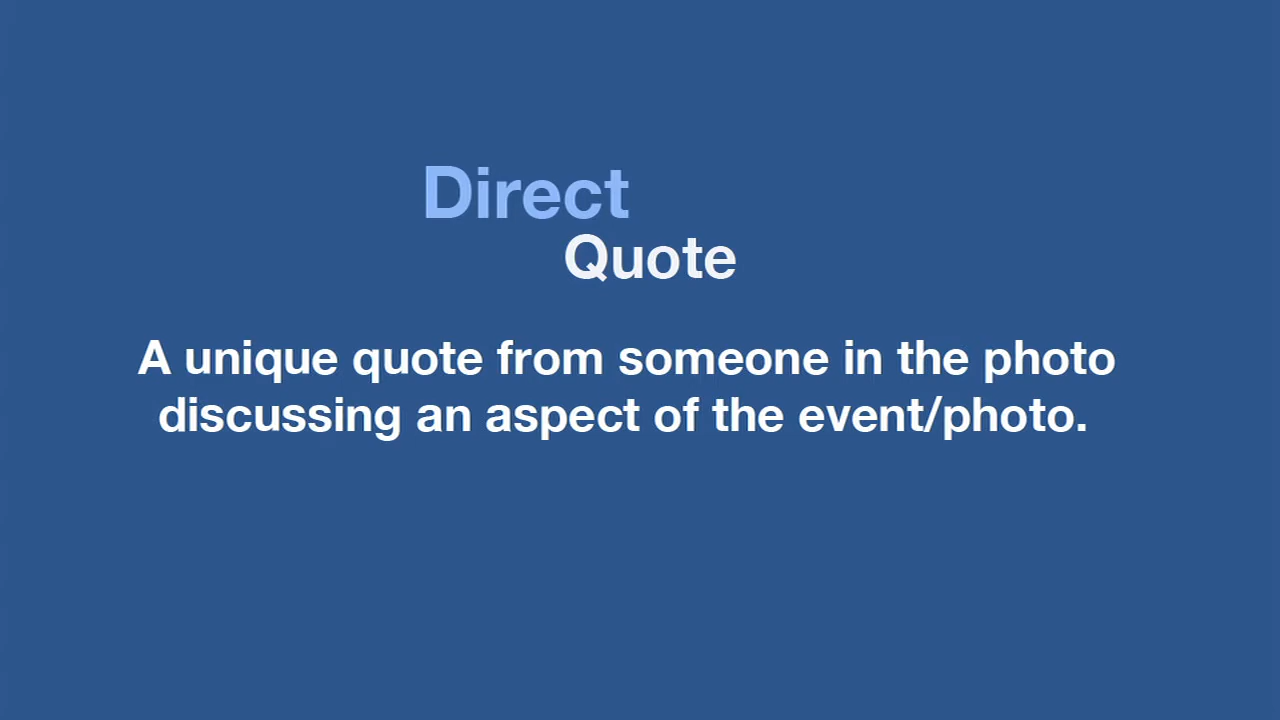 Direct
Quote
A unique quote from someone in the photo
discussing an aspect of the event/photo.